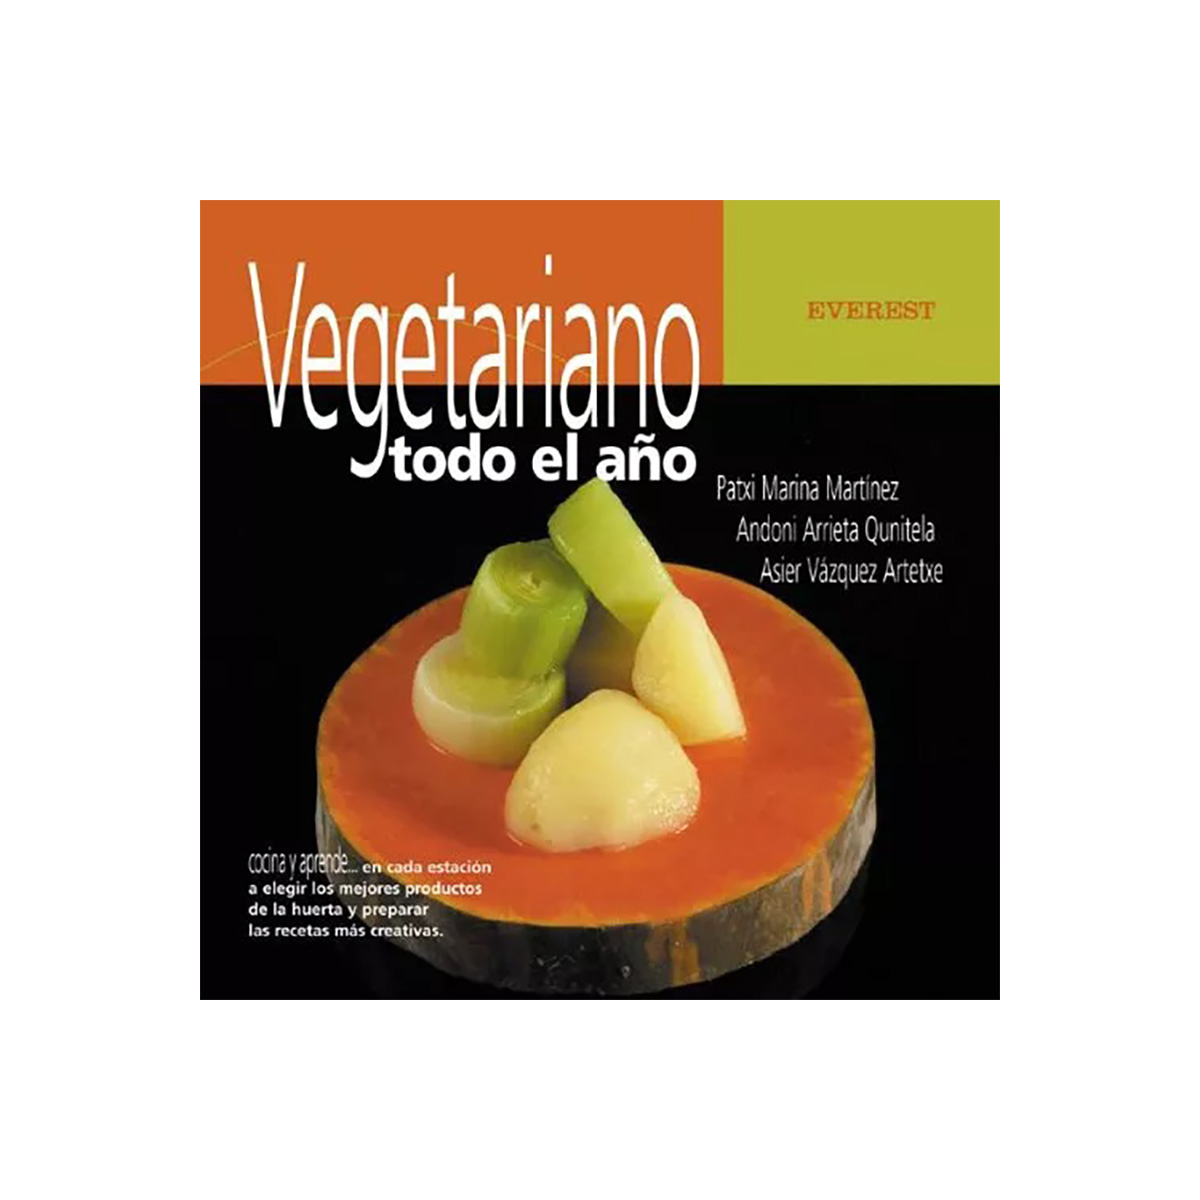 Vegetariano
todo el año
EVEREST
Patxi Marina Martínez
Andoni Arrieta Qunitela
Asier Vázquez Artetxe
cocina y aprende... en cada estación
a elegir los mejores productos
de la huerta y preparar
las recetas más creativas.